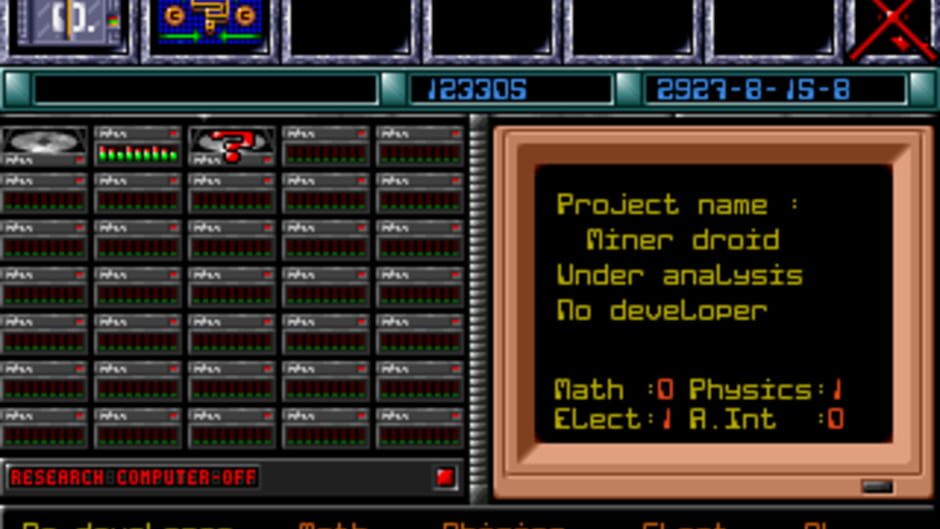 123305
2927-8-15-8
Project name :
Miner droid
Under analysis
No developer
Math :0 Physics:1
Elect:1 A.Int :0
RESEARCH COMPUTER-OFF